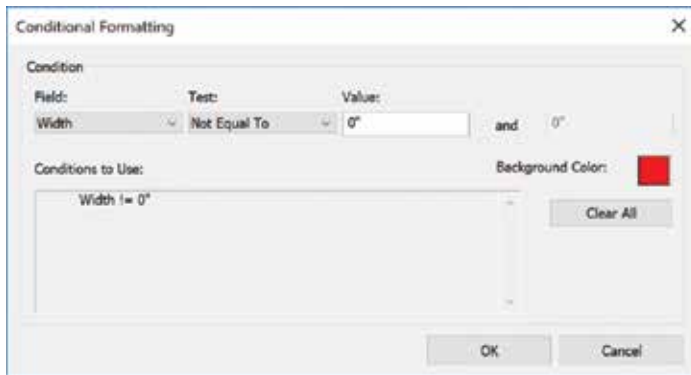 Conditional Formatting
Condition
Field: Test: Value:
Width Not Equal To 0" and 0"
Conditions to Use: Background Color:
Width != 0"
Clear All
OK Cancel